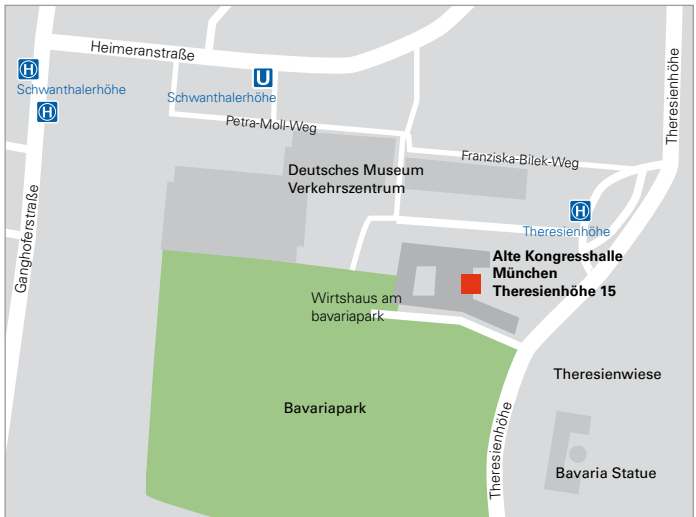 Heimeranstraße
H
Schwanthalerhöhe
H
U
Schwanthalerhöhe
Petra-Moll-Weg
Theresienhöhe
Franziska-Bilek-Weg
Deutsches Museum
Verkehrszentrum
Ganghoferstraße
H
Theresienhöhe
Alte Kongresshalle
München
Theresienhöhe 15
Wirtshaus am
bavariapark
Theresienwiese
Bavariapark
Theresienhöhe
Bavaria Statue